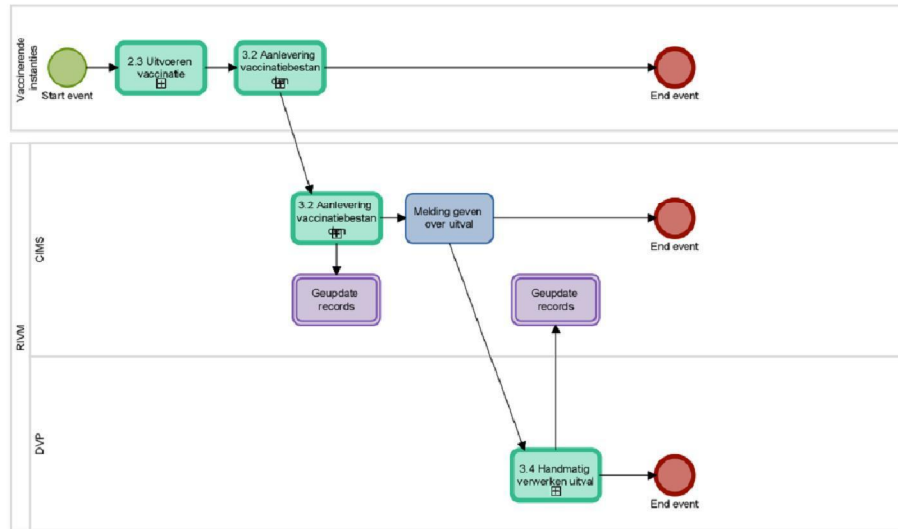 Vaccinerende
instanties
Start event
2.3 Uitvoeren
vaccinatie
3.2 Aanlevering
vaccinatiebestan
den
End event
RIVM
CIMS
3.2 Aanlevering
vaccinatiebestan
den
Melding geven
over uitval
End event
Geupdate
records
Geupdate
records
DVP
3.4 Handmatig
verwerken uitval
End event